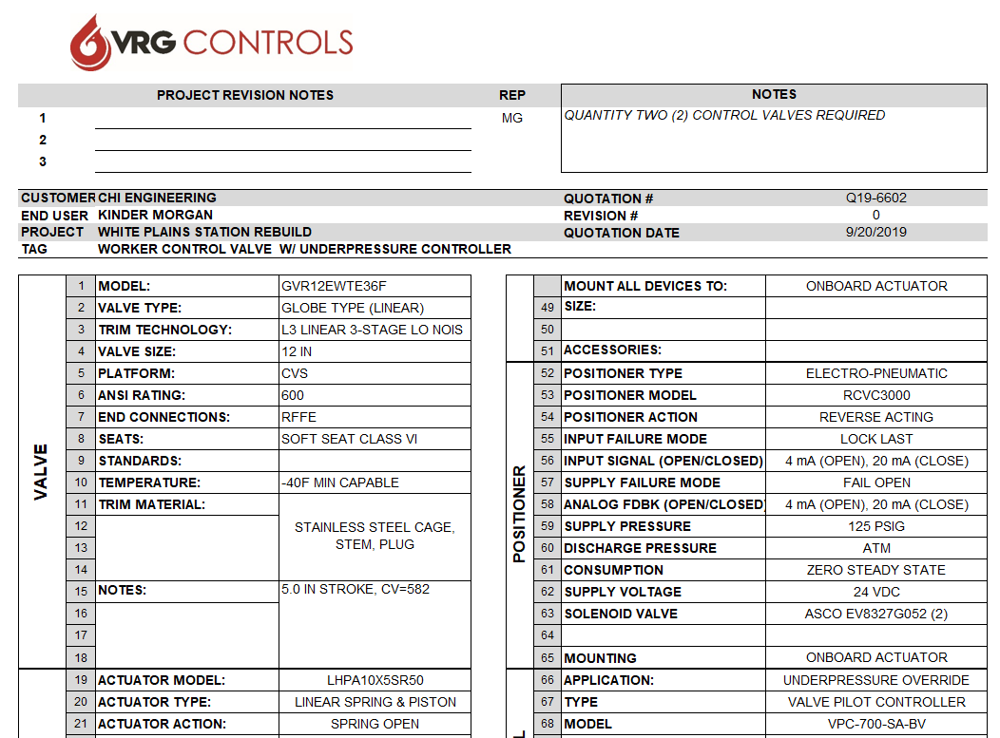 VRG CONTROLS
PROJECT REVISION NOTES REP NOTES
1 MG QUANTITY TWO (2) CONTROL VALVES REQUIRED
2
3
CUSTOMER CHI ENGINEERING QUOTATION # Q19-6602
END USER KINDER MORGAN REVISION # 0
PROJECT WHITE PLAINS STATION REBUILD QUOTATION DATE 9/20/2019
TAG WORKER CONTROL VALVE W/ UNDERPRESSURE CONTROLLER
VALVE
1 MODEL: GVR12EWTE36F
2 VALVE TYPE: GLOBE TYPE (LINEAR)
3 TRIM TECHNOLOGY: L3 LINEAR 3-STAGE LO NOIS
4 VALVE SIZE: 12 IN
5 PLATFORM: CVS
6 ANSI RATING: 600
7 END CONNECTIONS: RFFE
8 SEATS: SOFT SEAT CLASS VI
9 STANDARDS:
10 TEMPERATURE: -40F MIN CAPABLE
11 TRIM MATERIAL:
12 STAINLESS STEEL CAGE,
13 STEM, PLUG
14
15 NOTES: 5.0 IN STROKE, CV=582
16
17
18
19 ACTUATOR MODEL: LHPA10X5SR50
20 ACTUATOR TYPE: LINEAR SPRING & PISTON
21 ACTUATOR ACTION: SPRING OPEN
MOUNT ALL DEVICES TO: ONBOARD ACTUATOR
49 SIZE:
50
51 ACCESSORIES:
POSITIONER
52 POSITIONER TYPE ELECTRO-PNEUMATIC
53 POSITIONER MODEL RCVC3000
54 POSITIONER ACTION REVERSE ACTING
55 INPUT FAILURE MODE LOCK LAST
56 INPUT SIGNAL (OPEN/CLOSED) 4 mA (OPEN), 20 mA (CLOSE)
57 SUPPLY FAILURE MODE FAIL OPEN
58 ANALOG FDBK (OPEN/CLOSED) 4 mA (OPEN), 20 mA (CLOSE)
59 SUPPLY PRESSURE 125 PSIG
60 DISCHARGE PRESSURE ATM
61 CONSUMPTION ZERO STEADY STATE
62 SUPPLY VOLTAGE 24 VDC
63 SOLENOID VALVE ASCO EV8327G052 (2)
64
65 MOUNTING ONBOARD ACTUATOR
66 APPLICATION: UNDERPRESSURE OVERRIDE
67 TYPE VALVE PILOT CONTROLLER
68 MODEL VPC-700-SA-BV